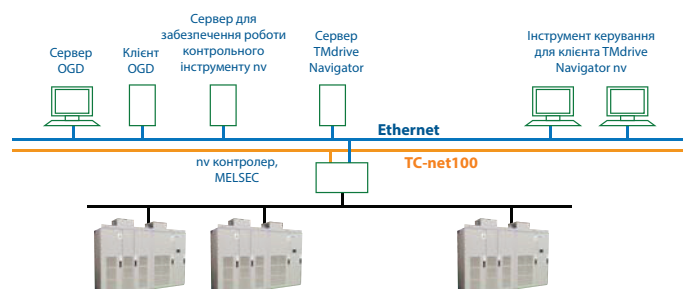 Сервер
OGD
Клієнт
OGD
Сервер для
забезпечення роботи
контрольного
інструменту nv
Сервер
TMdrive
Navigator
Інструмент керування
для клієнта TMdrive
Navigator nv
Ethernet
TC-net100
nv контролер,
MELSEC